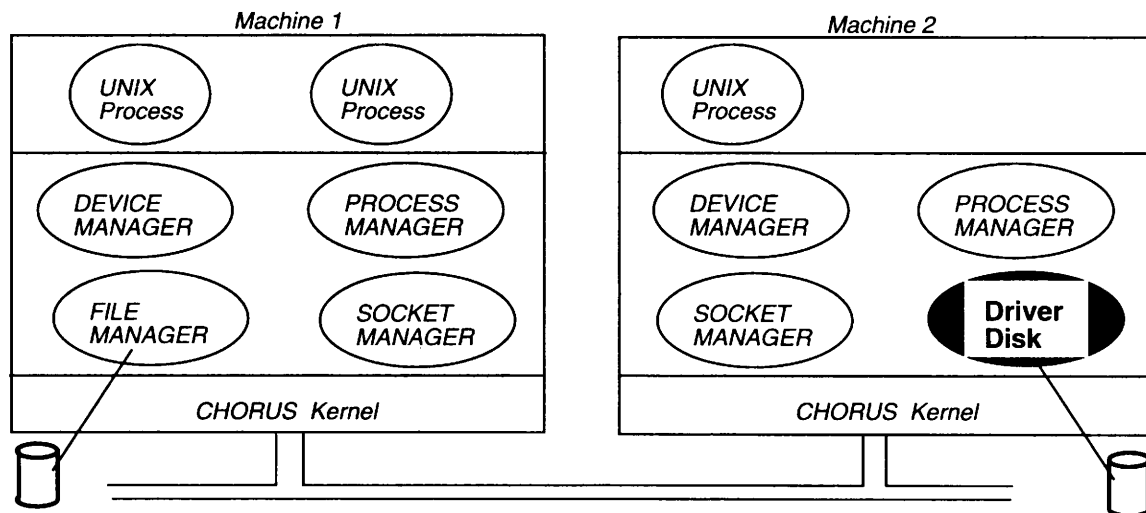 Machine 1
UNIX
Process
UNIX
Process
DEVICE
MANAGER
PROCESS
MANAGER
FILE
MANAGER
SOCKET
MANAGER
CHORUS Kernel
Machine 2
UNIX
Process
DEVICE
MANAGER
PROCESS
MANAGER
SOCKET
MANAGER
Driver
Disk
CHORUS Kernel